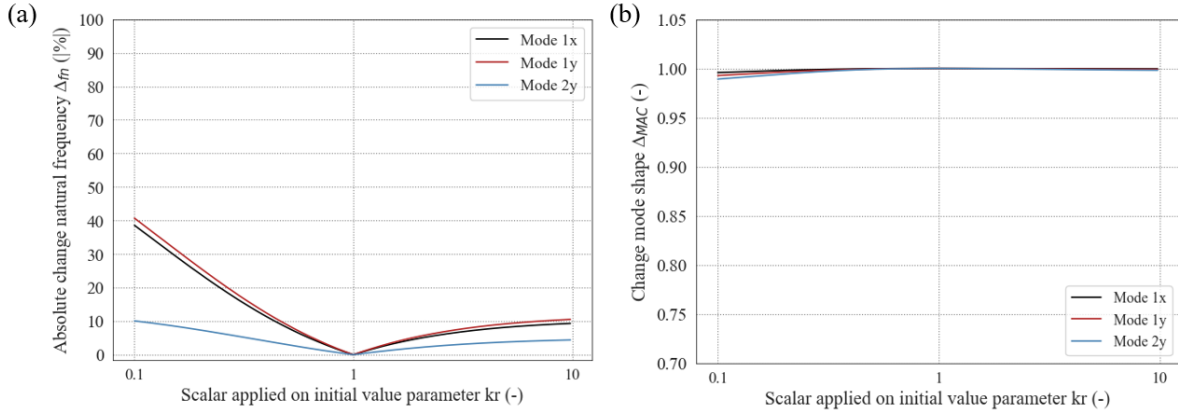 (a)
Absolute change natural frequency Δfn (|%|)
100
90
80
70
60
50
40
30
20
10
0
Mode 1x
Mode 1y
Mode 2y
0.1
1
10
Scalar applied on initial value parameter kr (-)
(b)
Change mode shape ΔMAC (-)
1.05
1.00
0.95
0.90
0.85
0.80
0.75
0.70
Mode 1x
Mode 1y
Mode 2y
0.1
1
10
Scalar applied on initial value parameter kr (-)